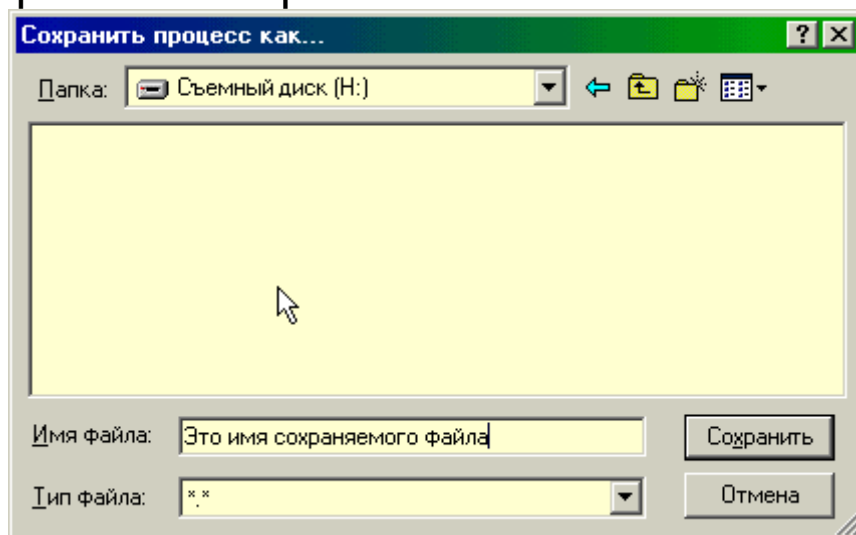 Сохранить процесс как...
Папка: Съемный диск (H:)
Имя файла: Это имя сохраняемого файла Сохранить
Тип файла: *.* Отмена